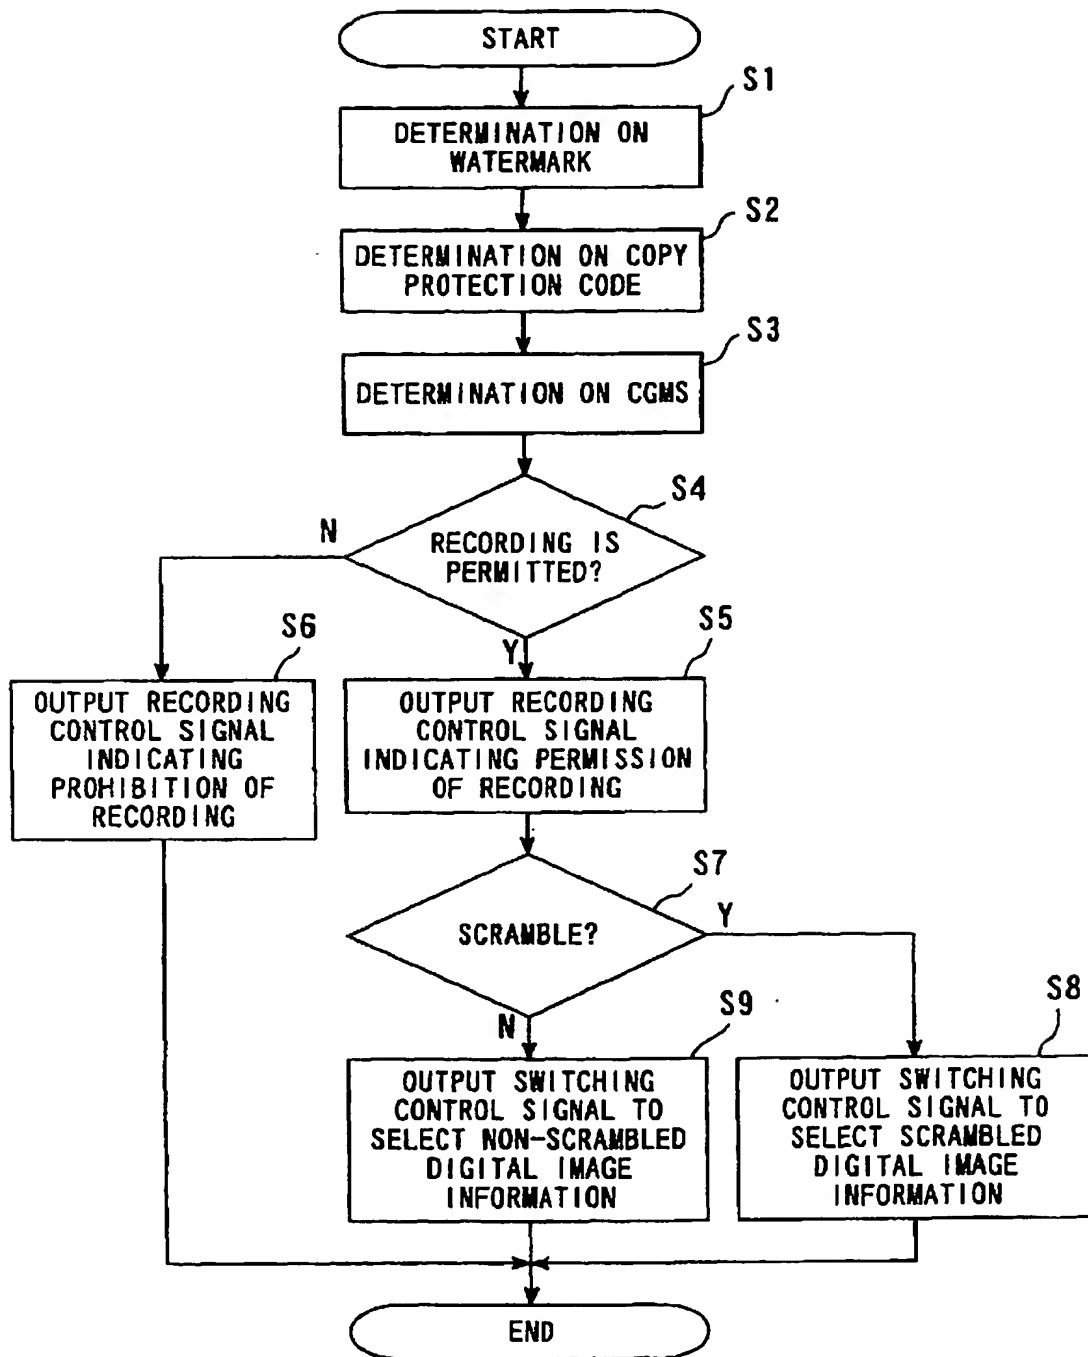 START
S1
DETERMINATION ON
WATERMARK
S2
DETERMINATION ON COPY
PROTECTION CODE
S3
DETERMINATION ON CGMS
S4
N
RECORDING IS
PERMITTED?
S6
Y
S5
OUTPUT RECORDING
CONTROL SIGNAL
INDICATING
PROHIBITION OF
RECORDING
OUTPUT RECORDING
CONTROL SIGNAL
INDICATING PERMISSION
OF RECORDING
S7
SCRAMBLE?
Y
N
S9
S8
OUTPUT SWITCHING
CONTROL SIGNAL TO
SELECT NON-SCRAMBLED
DIGITAL IMAGE
INFORMATION
OUTPUT SWITCHING
CONTROL SIGNAL TO
SELECT SCRAMBLED
DIGITAL IMAGE
INFORMATION
END